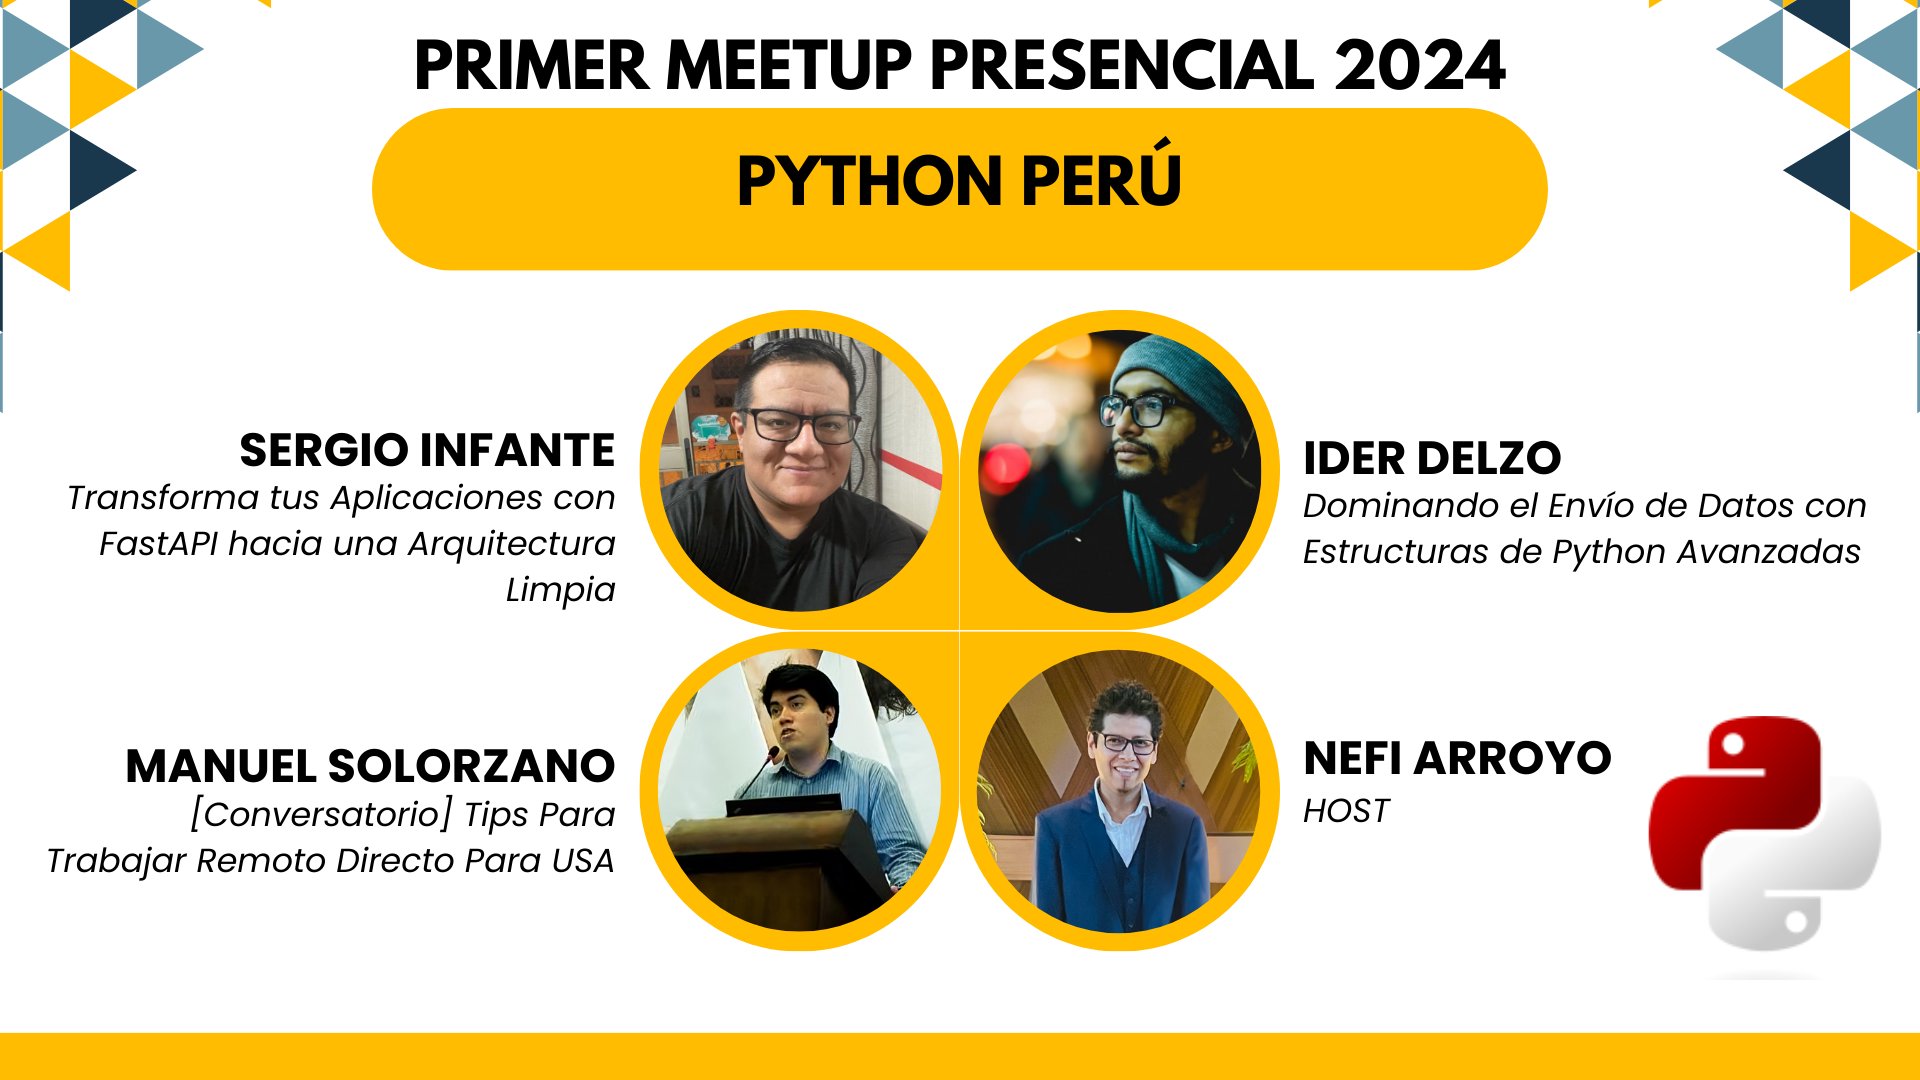 PRIMER MEETUP PRESENCIAL 2024
PYTHON PERÚ
SERGIO INFANTE
Transforma tus Aplicaciones con
FastAPI hacia una Arquitectura
Limpia
IDER DELZO
Dominando el Envío de Datos con
Estructuras de Python Avanzadas
MANUEL SOLORZANO
[Conversatorio] Tips Para
Trabajar Remoto Directo Para USA
NEFI ARROYO
HOST